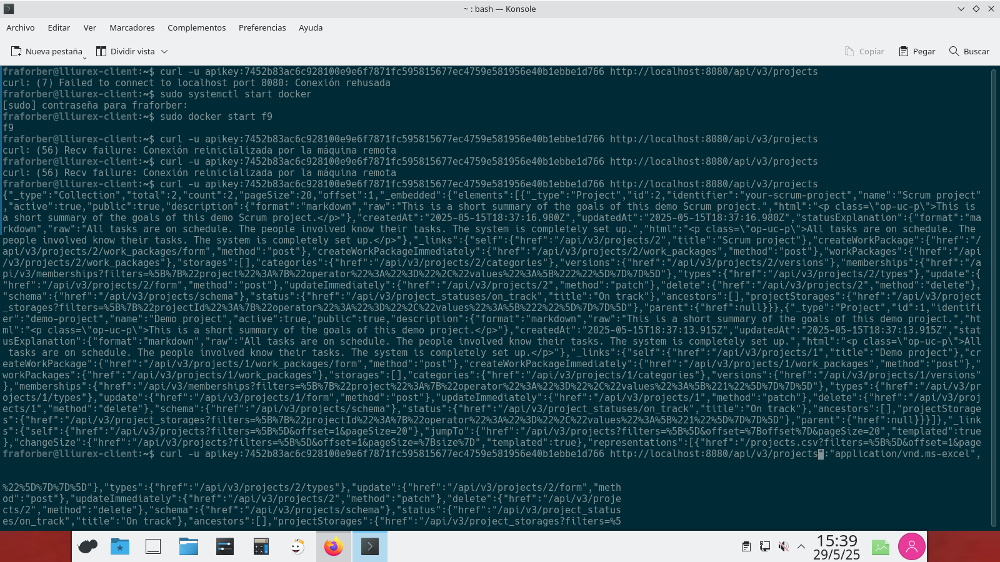 ~ : bash — Konsole
Archivo Editar Ver Marcadores Complementos Preferencias Ayuda
Nueva pestaña Dividir vista Copiar Pegar Buscar
fraforber@lliurex-client:~$ curl -u apikey:7452b83ac6c928100e9e6f7871fc595815677ec4759e581956e40b1ebbe1d766 http://localhost:8080/api/v3/projects
curl: (7) Failed to connect to localhost port 8080: Conexión rehusada
fraforber@lliurex-client:~$ sudo systemctl start docker
[sudo] contraseña para fraforber:
fraforber@lliurex-client:~$ sudo docker start f9
f9
fraforber@lliurex-client:~$ curl -u apikey:7452b83ac6c928100e9e6f7871fc595815677ec4759e581956e40b1ebbe1d766 http://localhost:8080/api/v3/projects
curl: (56) Recv failure: Conexión reinicializada por la máquina remota
fraforber@lliurex-client:~$ curl -u apikey:7452b83ac6c928100e9e6f7871fc595815677ec4759e581956e40b1ebbe1d766 http://localhost:8080/api/v3/projects
curl: (56) Recv failure: Conexión reinicializada por la máquina remota
fraforber@lliurex-client:~$ curl -u apikey:7452b83ac6c928100e9e6f7871fc595815677ec4759e581956e40b1ebbe1d766 http://localhost:8080/api/v3/projects
{"_type":"Collection","total":2,"count":2,"pageSize":20,"offset":1,"_embedded":{"elements":[{"_type":"Project","id":2,"identifier":"your-scrum-project","name":"Scrum project"
,"active":true,"public":true,"description":{"format":"markdown","raw":"This is a short summary of the goals of this demo Scrum project.","html":"<p class=\"op-uc-p\">This is
a short summary of the goals of this demo Scrum project.</p>"},"createdAt":"2025-05-15T18:37:16.980Z","updatedAt":"2025-05-15T18:37:16.980Z","statusExplanation":{"format":"ma
rkdown","raw":"All tasks are on schedule. The people involved know their tasks. The system is completely set up.","html":"<p class=\"op-uc-p\">All tasks are on schedule. The
people involved know their tasks. The system is completely set up.</p>"},"_links":{"self":{"href":"/api/v3/projects/2","title":"Scrum project"},"createWorkPackage":{"href":"/
api/v3/projects/2/work_packages/form","method":"post"},"createWorkPackageImmediately":{"href":"/api/v3/projects/2/work_packages","method":"post"},"workPackages":{"href":"/api
/v3/projects/2/work_packages"},"storages":[],"categories":{"href":"/api/v3/projects/2/categories"},"versions":{"href":"/api/v3/projects/2/versions"},"memberships":{"href":"/a
pi/v3/memberships?filters=%5B%7B%22project%22%3A%7B%22operator%22%3A%22%3D%22%2C%22values%22%3A%5B%222%22%5D%7D%7D%5D"},"types":{"href":"/api/v3/projects/2/types"},"update":{
"href":"/api/v3/projects/2/form","method":"post"},"updateImmediately":{"href":"/api/v3/projects/2","method":"patch"},"delete":{"href":"/api/v3/projects/2","method":"delete"},
"schema":{"href":"/api/v3/projects/schema"},"status":{"href":"/api/v3/project_statuses/on_track","title":"On track"},"ancestors":[],"projectStorages":{"href":"/api/v3/project
_storages?filters=%5B%7B%22projectId%22%3A%7B%22operator%22%3A%22%3D%22%2C%22values%22%3A%5B%222%22%5D%7D%7D%5D"},"parent":{"href":null}}},{"_type":"Project","id":1,"identifi
er":"demo-project","name":"Demo project","active":true,"public":true,"description":{"format":"markdown","raw":"This is a short summary of the goals of this demo project.","ht
ml":"<p class=\"op-uc-p\">This is a short summary of the goals of this demo project.</p>"},"createdAt":"2025-05-15T18:37:13.915Z","updatedAt":"2025-05-15T18:37:13.915Z","stat
usExplanation":{"format":"markdown","raw":"All tasks are on schedule. The people involved know their tasks. The system is completely set up.","html":"<p class=\"op-uc-p\">All
 tasks are on schedule. The people involved know their tasks. The system is completely set up.</p>"},"_links":{"self":{"href":"/api/v3/projects/1","title":"Demo project"},"cr
eateWorkPackage":{"href":"/api/v3/projects/1/work_packages/form","method":"post"},"createWorkPackageImmediately":{"href":"/api/v3/projects/1/work_packages","method":"post"},"
workPackages":{"href":"/api/v3/projects/1/work_packages"},"storages":[],"categories":{"href":"/api/v3/projects/1/categories"},"versions":{"href":"/api/v3/projects/1/versions"
},"memberships":{"href":"/api/v3/memberships?filters=%5B%7B%22project%22%3A%7B%22operator%22%3A%22%3D%22%2C%22values%22%3A%5B%221%22%5D%7D%7D%5D"},"types":{"href":"/api/v3/pr
ojects/1/types"},"update":{"href":"/api/v3/projects/1/form","method":"post"},"updateImmediately":{"href":"/api/v3/projects/1","method":"patch"},"delete":{"href":"/api/v3/proj
ects/1","method":"delete"},"schema":{"href":"/api/v3/projects/schema"},"status":{"href":"/api/v3/project_statuses/on_track","title":"On track"},"ancestors":[],"projectStorage
s":{"href":"/api/v3/project_storages?filters=%5B%7B%22projectId%22%3A%7B%22operator%22%3A%22%3D%22%2C%22values%22%3A%5B%221%22%5D%7D%7D%5D"},"parent":{"href":null}}}]},"_link
s":{"self":{"href":"/api/v3/projects?filters=%5B%5D&offset=1&pageSize=20"},"jumpTo":{"href":"/api/v3/projects?filters=%5B%5D&offset=%7Boffset%7D&pageSize=20","templated":true
},"changeSize":{"href":"/api/v3/projects?filters=%5B%5D&offset=1&pageSize=%7Bsize%7D","templated":true},"representations":[{"href":"/projects.csv?filters=%5B%5D&offset=1&page
fraforber@lliurex-client:~$ curl -u apikey:7452b83ac6c928100e9e6f7871fc595815677ec4759e581956e40b1ebbe1d766 http://localhost:8080/api/v3/projects":"application/vnd.ms-excel",
%22%5D%7D%7D%5D"},"types":{"href":"/api/v3/projects/2/types"},"update":{"href":"/api/v3/projects/2/form","meth
od":"post"},"updateImmediately":{"href":"/api/v3/projects/2","method":"patch"},"delete":{"href":"/api/v3/proje
cts/2","method":"delete"},"schema":{"href":"/api/v3/projects/schema"},"status":{"href":"/api/v3/project_status
es/on_track","title":"On track"},"ancestors":[],"projectStorages":{"href":"/api/v3/project_storages?filters=%5
15:39
29/5/25